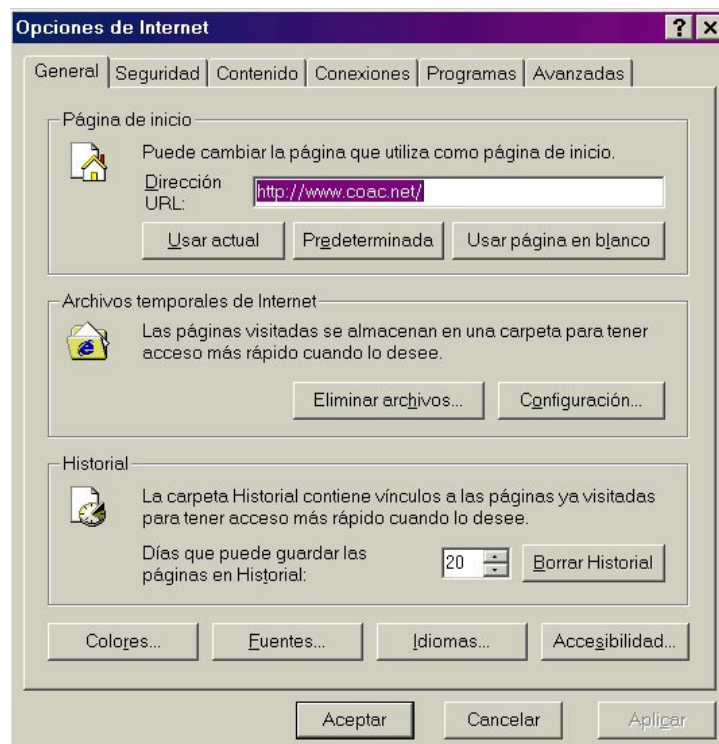 Opciones de Internet
General Seguridad Contenido Conexiones Programas Avanzadas
Página de inicio
Puede cambiar la página que utiliza como página de inicio.
Dirección
URL:
http://www.coac.net/
Usar actual Predeterminada Usar página en blanco
Archivos temporales de Internet
Las páginas visitadas se almacenan en una carpeta para tener
acceso más rápido cuando lo desee.
Eliminar archivos... Configuración...
Historial
La carpeta Historial contiene vínculos a las páginas ya visitadas
para tener acceso más rápido cuando lo desee.
Días que puede guardar las
páginas en Historial:
20 Borrar Historial
Colores... Fuentes... Idiomas... Accesibilidad...
Aceptar Cancelar Aplicar